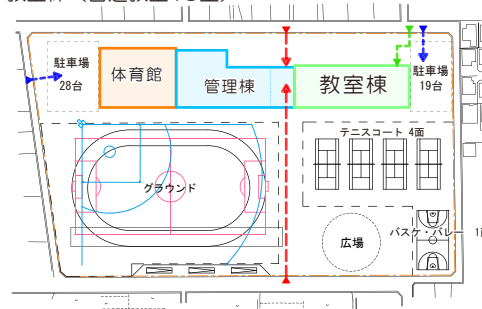 駐車場
28台
体育館
管理棟
教室棟
駐車場
19台
テニスコート 4面
グラウンド
広場
バスケ・バレー 1面